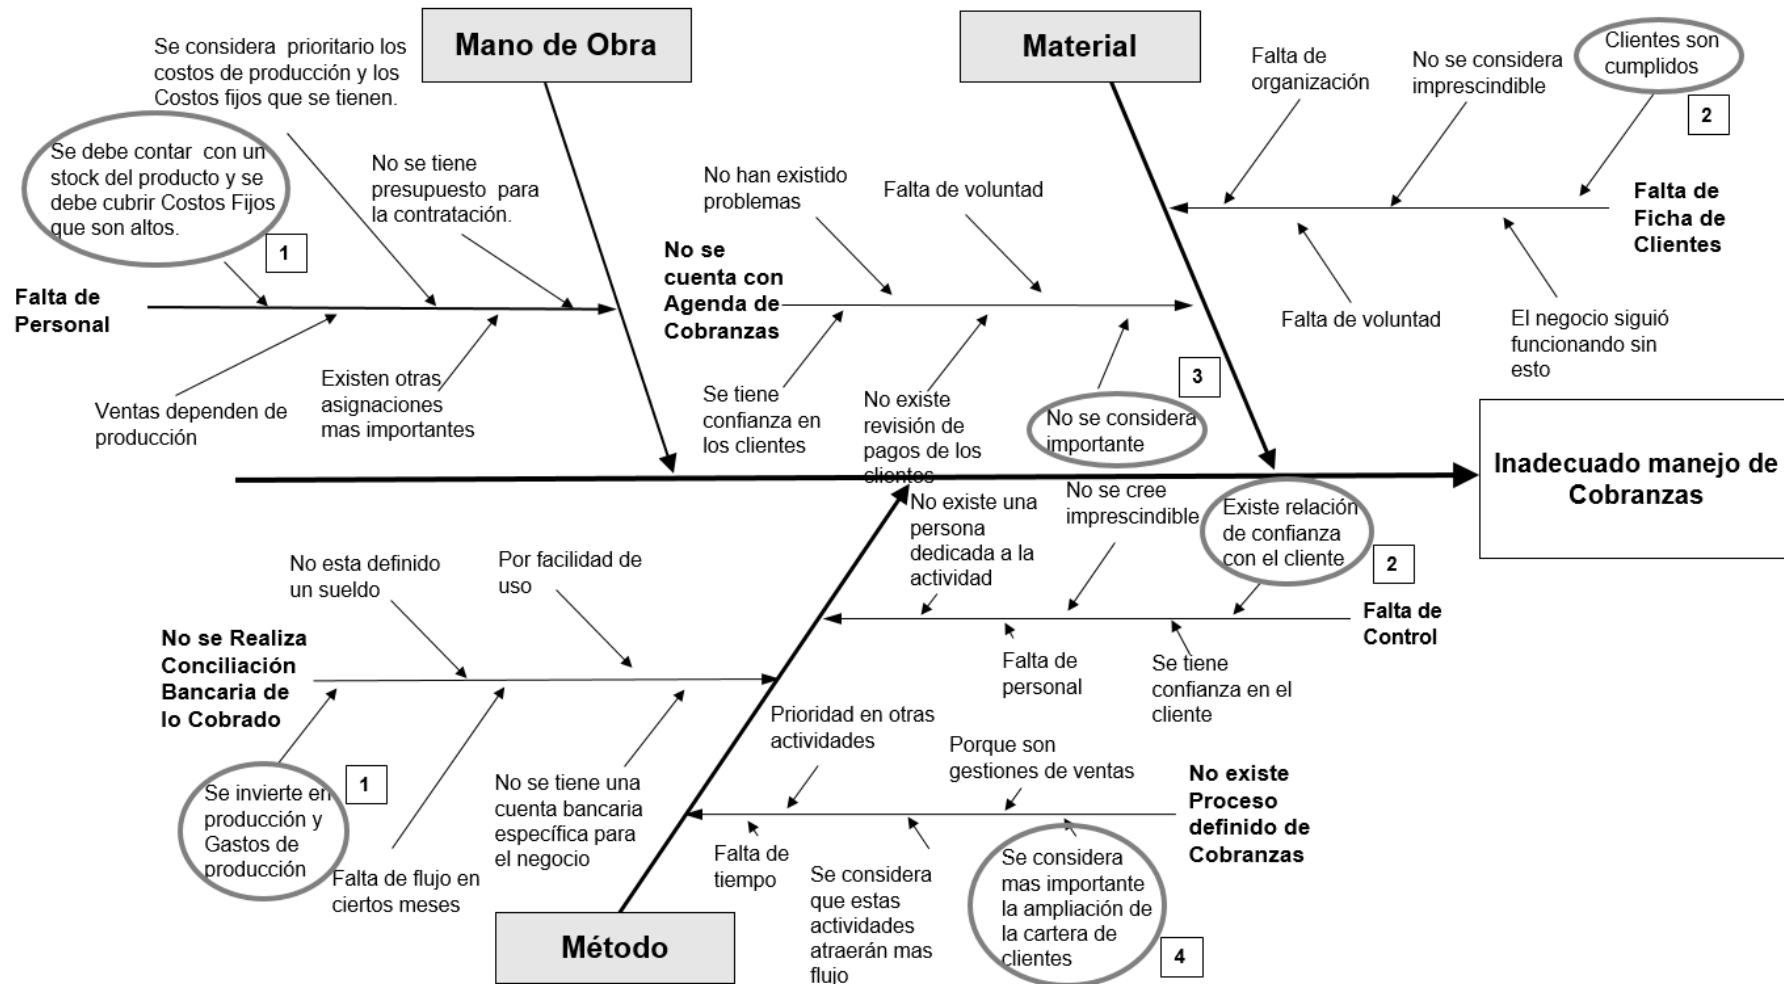 Mano de Obra
Material
Se considera prioritario los
costos de producción y los
Costos fijos que se tienen.
Se debe contar con un
stock del producto y se
debe cubrir Costos Fijos
que son altos.
1
No se tiene
presupuesto para
la contratación.
Falta de
Personal
Ventas dependen de
producción
Existen otras
asignaciones
mas importantes
No han existido
problemas
Falta de voluntad
No se
cuenta con
Agenda de
Cobranzas
Se tiene
confianza en
los clientes
No existe
revisión de
pagos de los
clientes
No se considera
importante
3
Falta de
organización
No se considera
imprescindible
Clientes son
cumplidos
2
Falta de
Ficha de
Clientes
Falta de voluntad
El negocio siguió
funcionando sin
esto
Inadecuado manejo de
Cobranzas
No existe una
persona
dedicada a la
actividad
No se cree
imprescindible
Existe relación
de confianza
con el cliente
2
Falta de
Control
Falta de
personal
Se tiene
confianza en el
cliente
No esta definido
un sueldo
Por facilidad de
uso
No se Realiza
Conciliación
Bancaria de
lo Cobrado
Se invierte en
producción y
Gastos de
producción
1
Falta de flujo en
ciertos meses
No se tiene una
cuenta bancaria
específica para
el negocio
Prioridad en otras
actividades
Porque son
gestiones de ventas
No existe
Proceso
definido de
Cobranzas
Falta de
tiempo
Se considera
que estas
actividades
atraerán mas
flujo
Se considera
mas importante
la ampliación de
la cartera de
clientes
4
Método